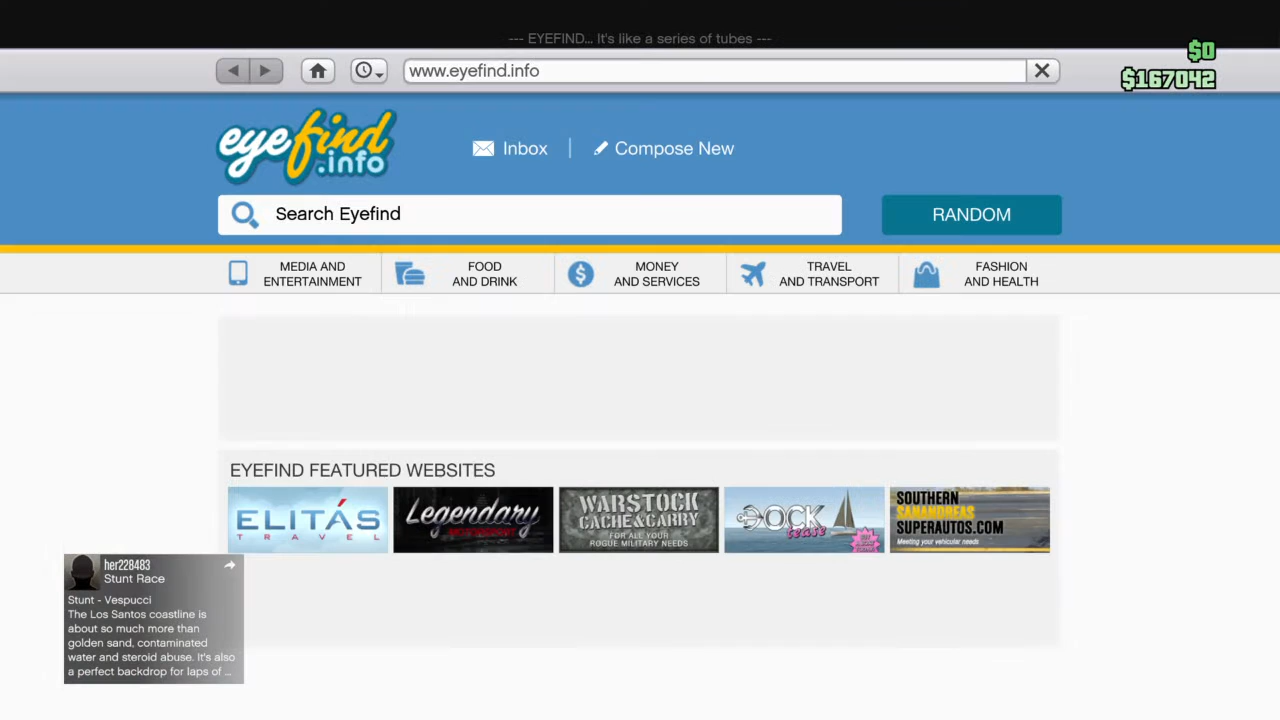 --- EYEFIND... It's like a series of tubes ---
$0
www.eyefind.info
$167042
eyefind
.info
Inbox
Compose New
Search Eyefind
RANDOM
MEDIA AND
ENTERTAINMENT
FOOD
AND DRINK
MONEY
AND SERVICES
TRAVEL
AND TRANSPORT
FASHION
AND HEALTH
EYEFIND FEATURED WEBSITES
ELITÁS
TRAVEL
Legendary
MOTORSPORT
WARSTOCK
CACHE&CARRY
FOR ALL YOUR
ROGUE MILITARY NEEDS
DOCK
tease
SOUTHERN
SANANDREAS
SUPERAUTOS.COM
Meeting your vehicular needs
her228483
Stunt Race
Stunt - Vespucci
The Los Santos coastline is
about so much more than
golden sand, contaminated
water and steroid abuse. It's also
a perfect backdrop for laps of ...